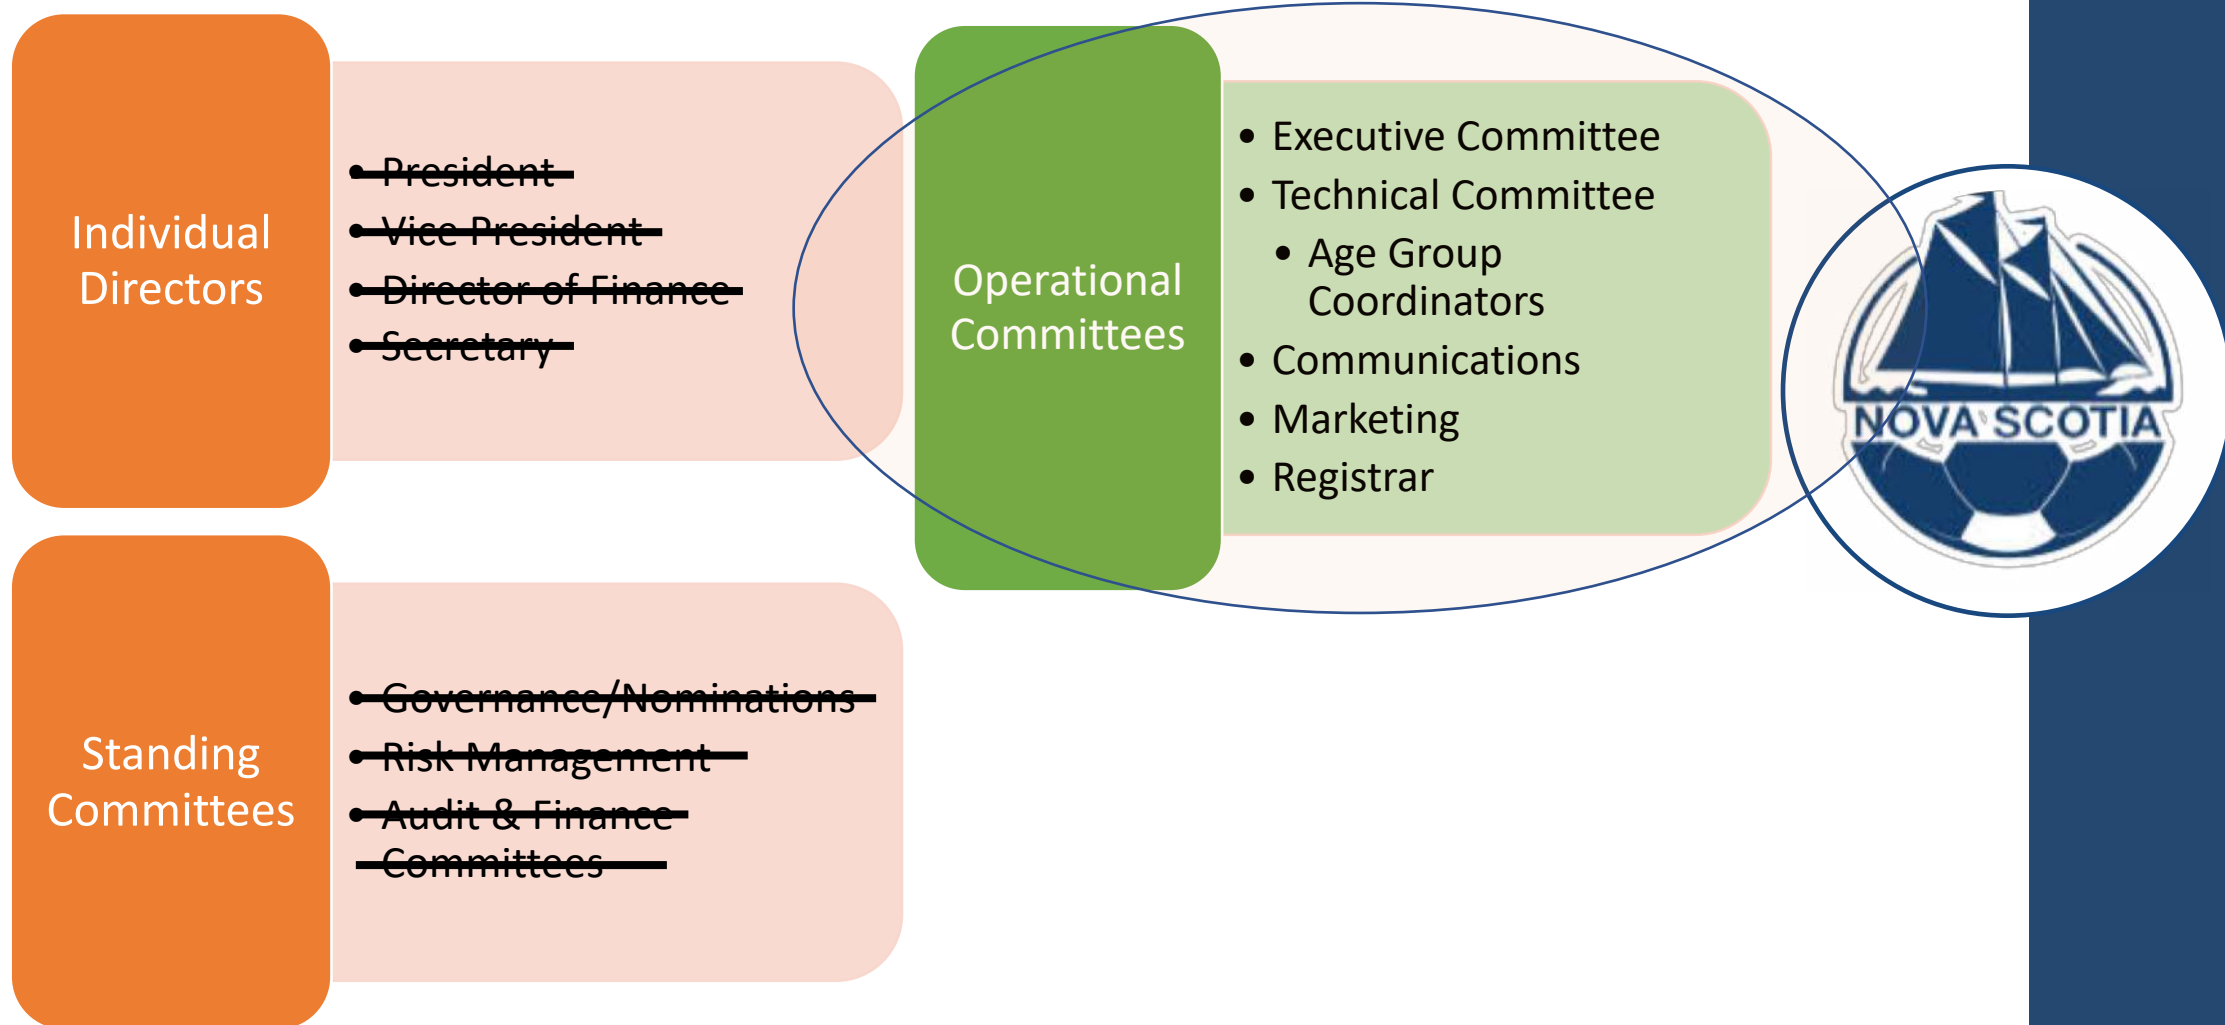 Individual
Directors
• President
• Vice President
• Director of Finance
• Secretary
Operational
Committees
• Executive Committee
• Technical Committee
• Age Group
Coordinators
• Communications
• Marketing
• Registrar
NOVA SCOTIA
Standing
Committees
• Governance/Nominations
• Risk Management
• Audit & Finance
Committees